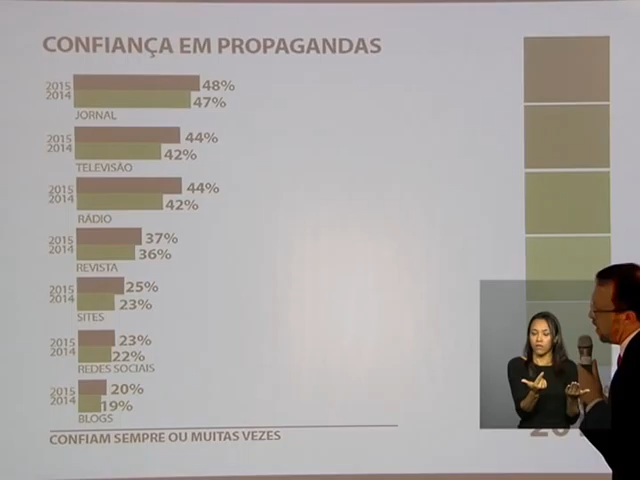 CONFIANÇA EM PROPAGANDAS
2015 48%
2014 47%
JORNAL
2015 44%
2014 42%
TELEVISÃO
2015 44%
2014 42%
RÁDIO
2015 37%
2014 36%
REVISTA
2015 25%
2014 23%
SITES
2015 23%
2014 22%
REDES SOCIAIS
2015 20%
2014 19%
BLOGS
CONFIAM SEMPRE OU MUITAS VEZES